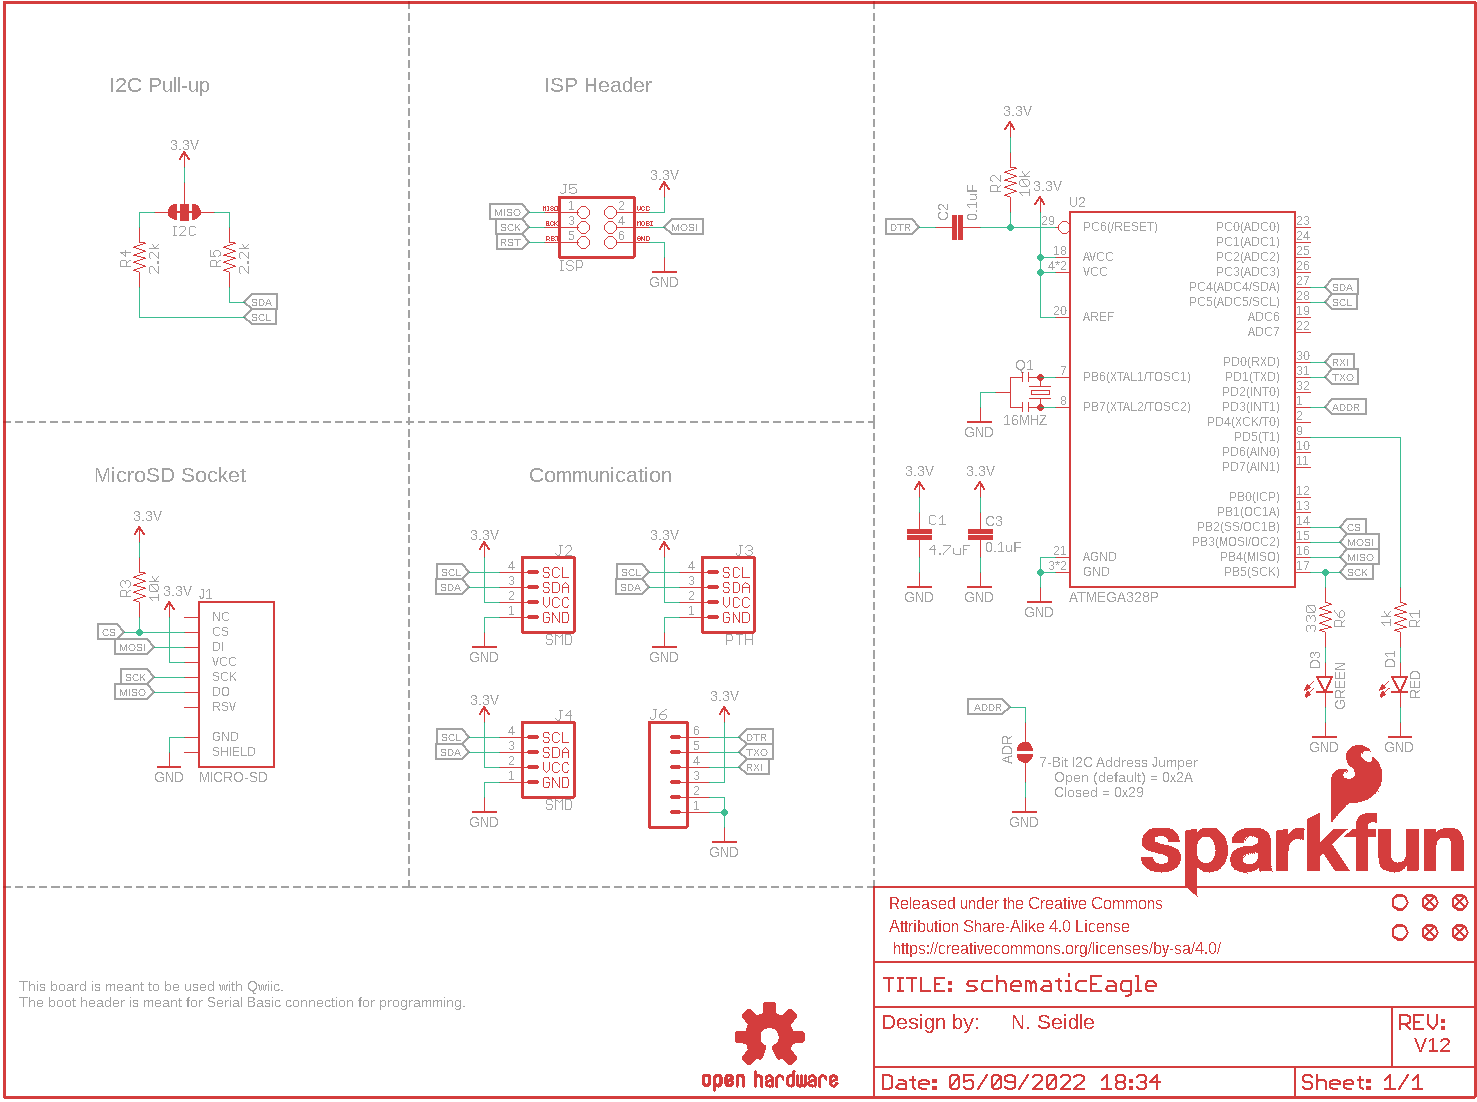 I2C Pull-up
3.3V
I2C
R4
2.2k
R5
2.2k
SDA
SCL
ISP Header
J5
3.3V
MISO
MISO
1
2
VCC
SCK
SCK
3
4
MOSI
MOSI
RST
RST
5
6
GND
ISP
GND
MicroSD Socket
3.3V
R3
10k
3.3V
J1
NC
CS
CS
MOSI
DI
VCC
SCK
SCK
MISO
DO
RSV
GND
SHIELD
GND
MICRO-SD
Communication
3.3V
J2
SCL
4
SCL
SDA
3
SDA
2
VCC
1
GND
SMD
GND
3.3V
J3
SCL
4
SCL
SDA
3
SDA
2
VCC
1
GND
PTH
GND
3.3V
J4
SCL
4
SCL
SDA
3
SDA
2
VCC
1
GND
SMD
GND
3.3V
J6
6
DTR
5
TXO
4
RXI
3
2
1
GND
3.3V
R2
10k
3.3V
C2
0.1uF
DTR
U2
29
PC6(/RESET)
18
AVCC
4*2
VCC
20
AREF
Q1
16MHZ
GND
7
PB6(XTAL1/TOSC1)
8
PB7(XTAL2/TOSC2)
3.3V
C1
4.7uF
GND
3.3V
C3
0.1uF
GND
21
AGND
3*2
GND
GND
ATMEGA328P
PC0(ADC0)
23
PC1(ADC1)
24
PC2(ADC2)
25
PC3(ADC3)
26
PC4(ADC4/SDA)
27
SDA
PC5(ADC5/SCL)
28
SCL
ADC6
19
ADC7
22
PD0(RXD)
30
RXI
PD1(TXD)
31
TXO
PD2(INT0)
32
PD3(INT1)
1
ADDR
PD4(XCK/T0)
2
PD5(T1)
9
PD6(AIN0)
10
PD7(AIN1)
11
PB0(ICP)
12
PB1(OC1A)
13
PB2(SS/OC1B)
14
CS
PB3(MOSI/OC2)
15
MOSI
PB4(MISO)
16
MISO
PB5(SCK)
17
SCK
330
R6
1k
R1
D3
GREEN
D1
RED
GND
GND
ADDR
ADR
7-Bit I2C Address Jumper
Open (default) = 0x2A
Closed = 0x29
GND
sparkfun
Released under the Creative Commons
Attribution Share-Alike 4.0 License
https://creativecommons.org/licenses/by-sa/4.0/
TITLE: schematicEagle
Design by: N. Seidle
REV:
V12
Date: 05/09/2022 18:34
Sheet: 1/1
This board is meant to be used with Qwiic.
The boot header is meant for Serial Basic connection for programming.
open hardware